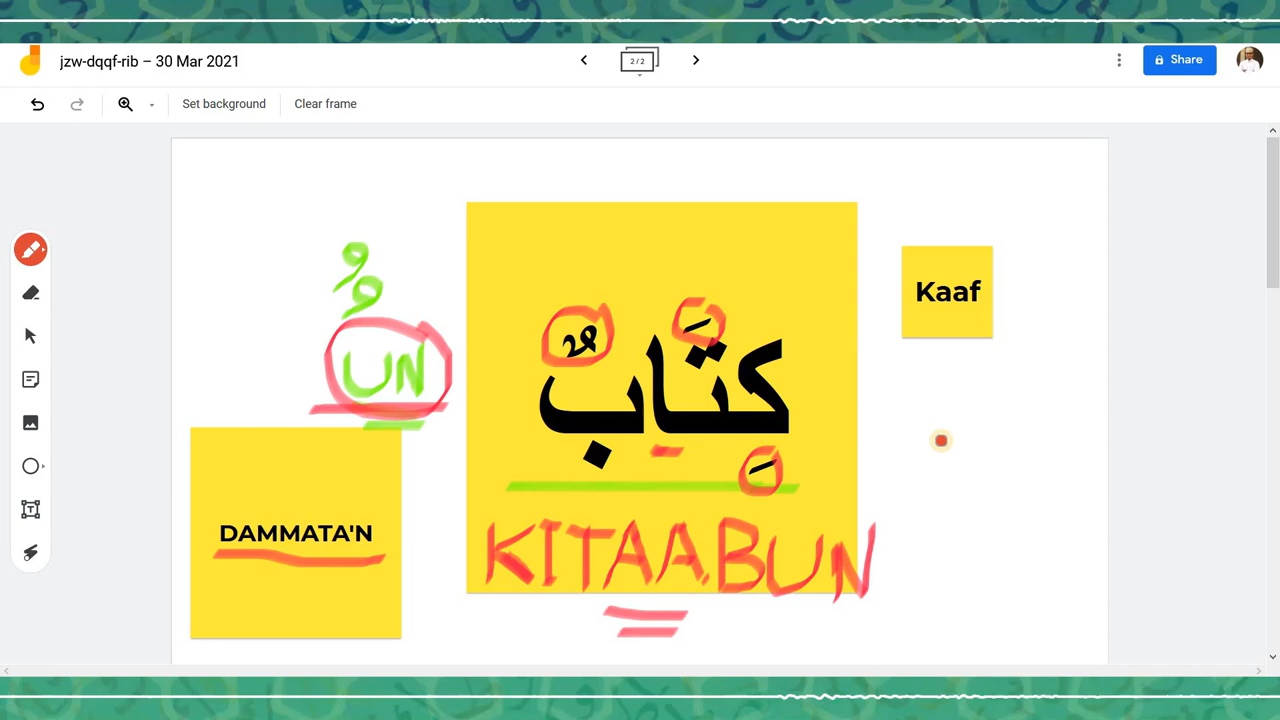 jzw-dqqf-rib – 30 Mar 2021
2 / 2
Share
Set background
Clear frame
Kaaf
كِتَابٌ
UN
DAMMATA'N
KITAABUN